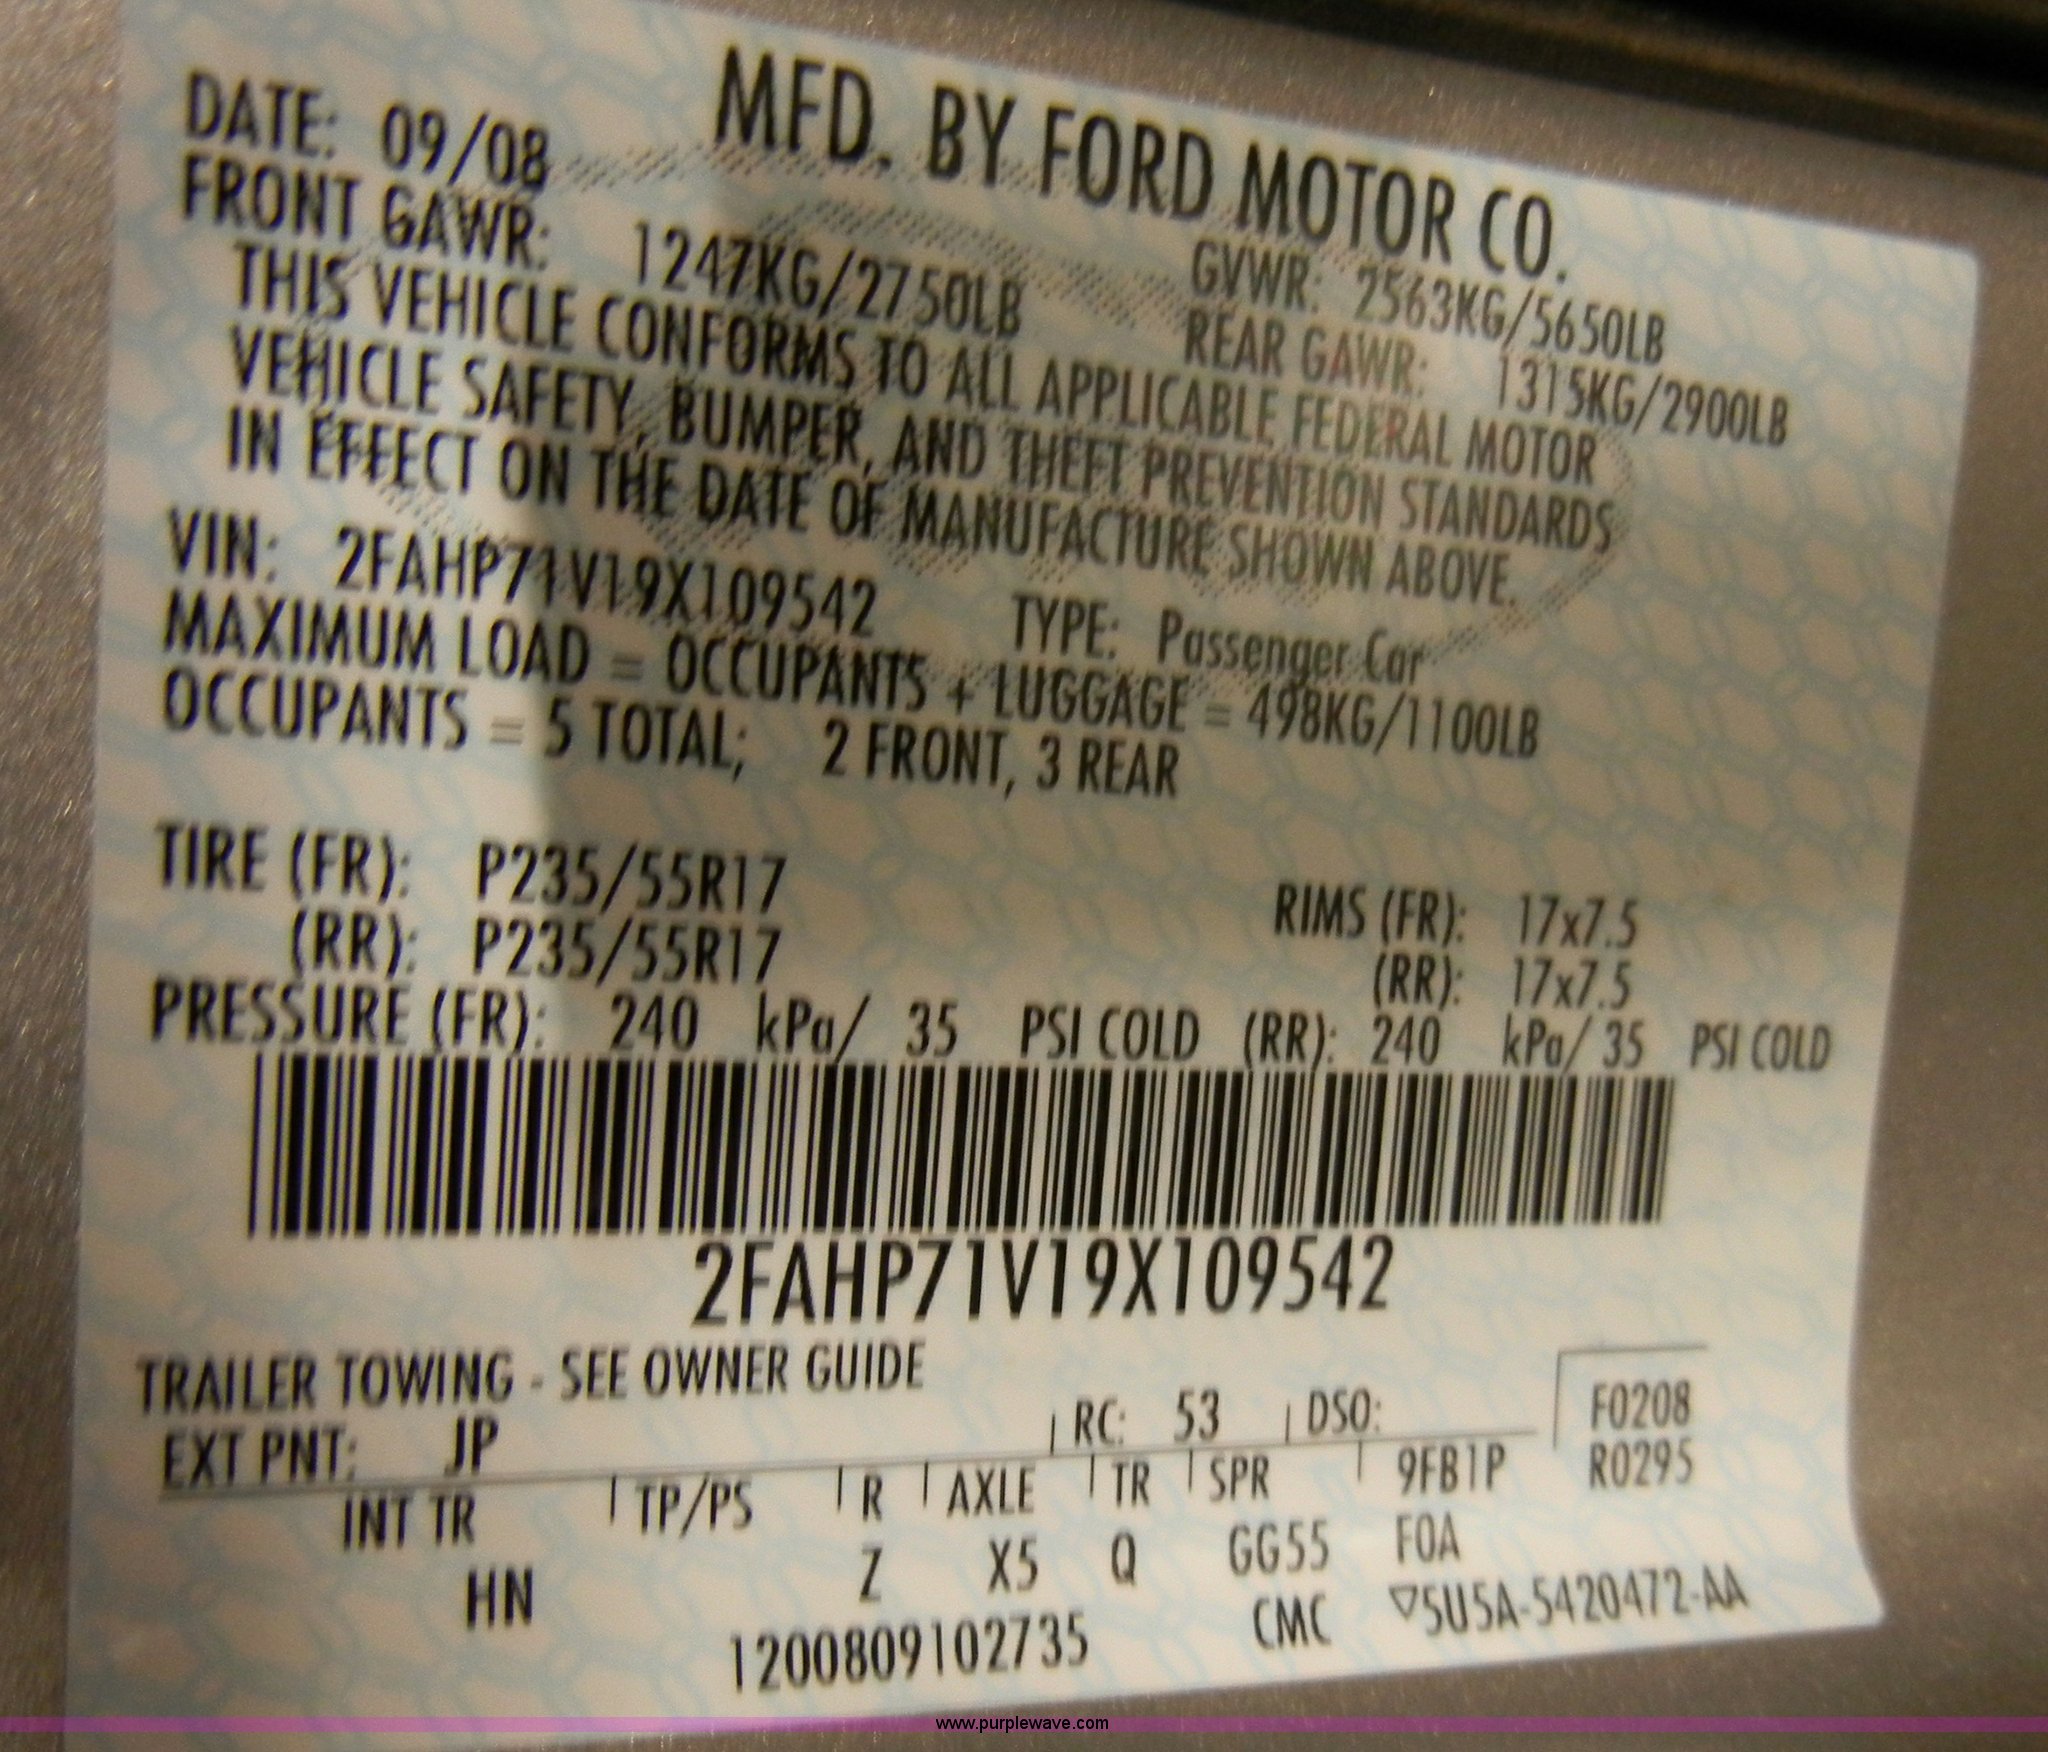 MFD. BY FORD MOTOR CO.
DATE: 09/08
GVWR: 2563KG/5650LB
FRONT GAWR: 1247KG/2750LB
REAR GAWR: 1315KG/2900LB
THIS VEHICLE CONFORMS TO ALL APPLICABLE FEDERAL MOTOR
VEHICLE SAFETY, BUMPER, AND THEFT PREVENTION STANDARDS
IN EFFECT ON THE DATE OF MANUFACTURE SHOWN ABOVE.
VIN: 2FAHP71V19X109542
TYPE: Passenger Car
MAXIMUM LOAD = OCCUPANTS + LUGGAGE = 498KG/1100LB
OCCUPANTS = 5 TOTAL; 2 FRONT, 3 REAR
TIRE (FR): P235/55R17 RIMS (FR): 17x7.5
(RR): P235/55R17 (RR): 17x7.5
PRESSURE (FR): 240 kPa/ 35 PSI COLD (RR): 240 kPa/ 35 PSI COLD
2FAHP71V19X109542
TRAILER TOWING - SEE OWNER GUIDE
EXT PNT: JP RC: 53 DSO: F0208
INT TR TP/PS R AXLE TR SPR 9FB1P R0295
HN Z X5 Q GG55 F0A
1200809102735 CMC ▽5U5A-5420472-AA
www.purplewave.com